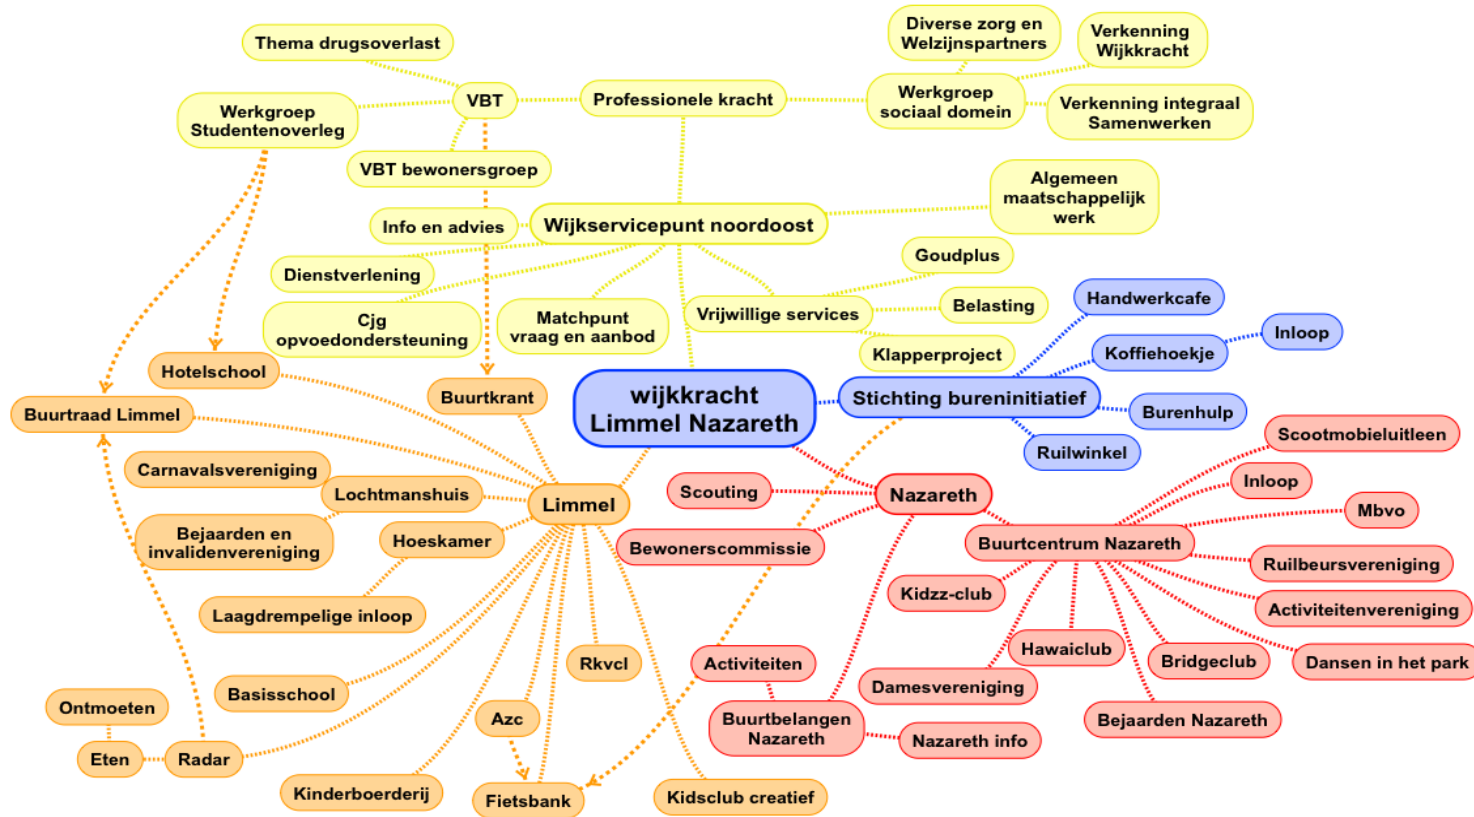 Diverse zorg en
Welzijnspartners
Verkenning
Wijkkracht
Thema drugsoverlast
VBT
Professionele kracht
Werkgroep
sociaal domein
Verkenning integraal
Samenwerken
Werkgroep
Studentenoverleg
VBT bewonersgroep
Algemeen
maatschappelijk
werk
Info en advies
Wijkservicepunt noordoost
Goudplus
Dienstverlening
Handwerkcafe
Belasting
Cjg
opvoedondersteuning
Matchpunt
vraag en aanbod
Vrijwillige services
Inloop
Klapperproject
Koffiehoekje
Hotelschool
Buurtkrant
wijkkracht
Limmel Nazareth
Stichting bureninitiatief
Buurtraad Limmel
Burenhulp
Scootmobieluitleen
Ruilwinkel
Carnavalsvereniging
Lochtmanshuis
Limmel
Scouting
Nazareth
Inloop
Mbvo
Bejaarden en
invalidenvereniging
Hoeskamer
Bewonerscommissie
Buurtcentrum Nazareth
Ruilbeursvereniging
Kidzz-club
Laagdrempelige inloop
Activiteitenvereniging
Hawaiclub
Rkvcl
Activiteiten
Bridgeclub
Dansen in het park
Basisschool
Damesvereniging
Ontmoeten
Azc
Buurtbelangen
Nazareth
Bejaarden Nazareth
Nazareth info
Eten
Radar
Kinderboerderij
Fietsbank
Kidsclub creatief